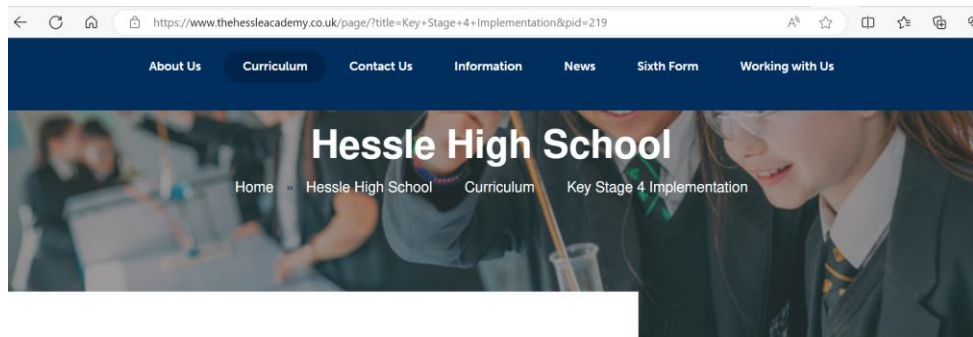 https://www.thehessleacademy.co.uk/page/?title=Key+Stage+4+Implementation&pid=219
About Us Curriculum Contact Us Information News Sixth Form Working with Us
Hessle High School
Home » Hessle High School Curriculum » Key Stage 4 Implementation